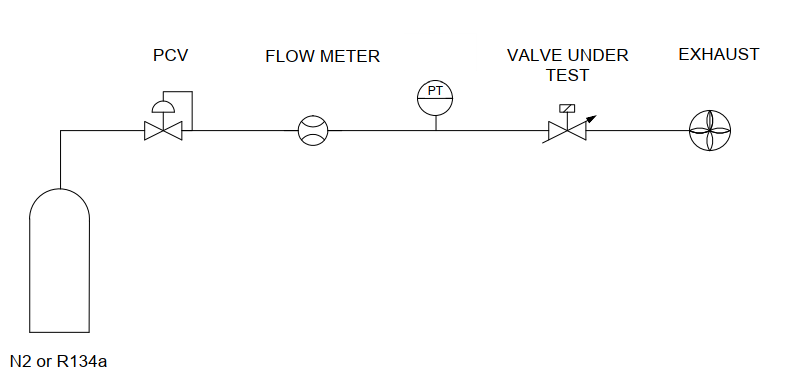 PCV
FLOW METER
VALVE UNDER
TEST
EXHAUST
PT
N2 or R134a